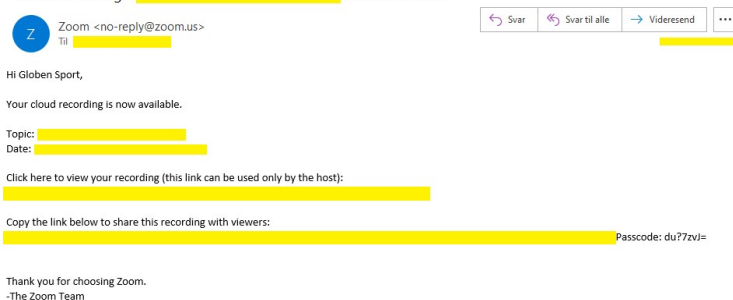 Z
Zoom <no-reply@zoom.us>
Til
Svar
Svar til alle
Videresend
Hi Globen Sport,
Your cloud recording is now available.
Topic:
Date:
Click here to view your recording (this link can be used only by the host):
Copy the link below to share this recording with viewers:
Passcode: du?7zvJ=
Thank you for choosing Zoom.
-The Zoom Team